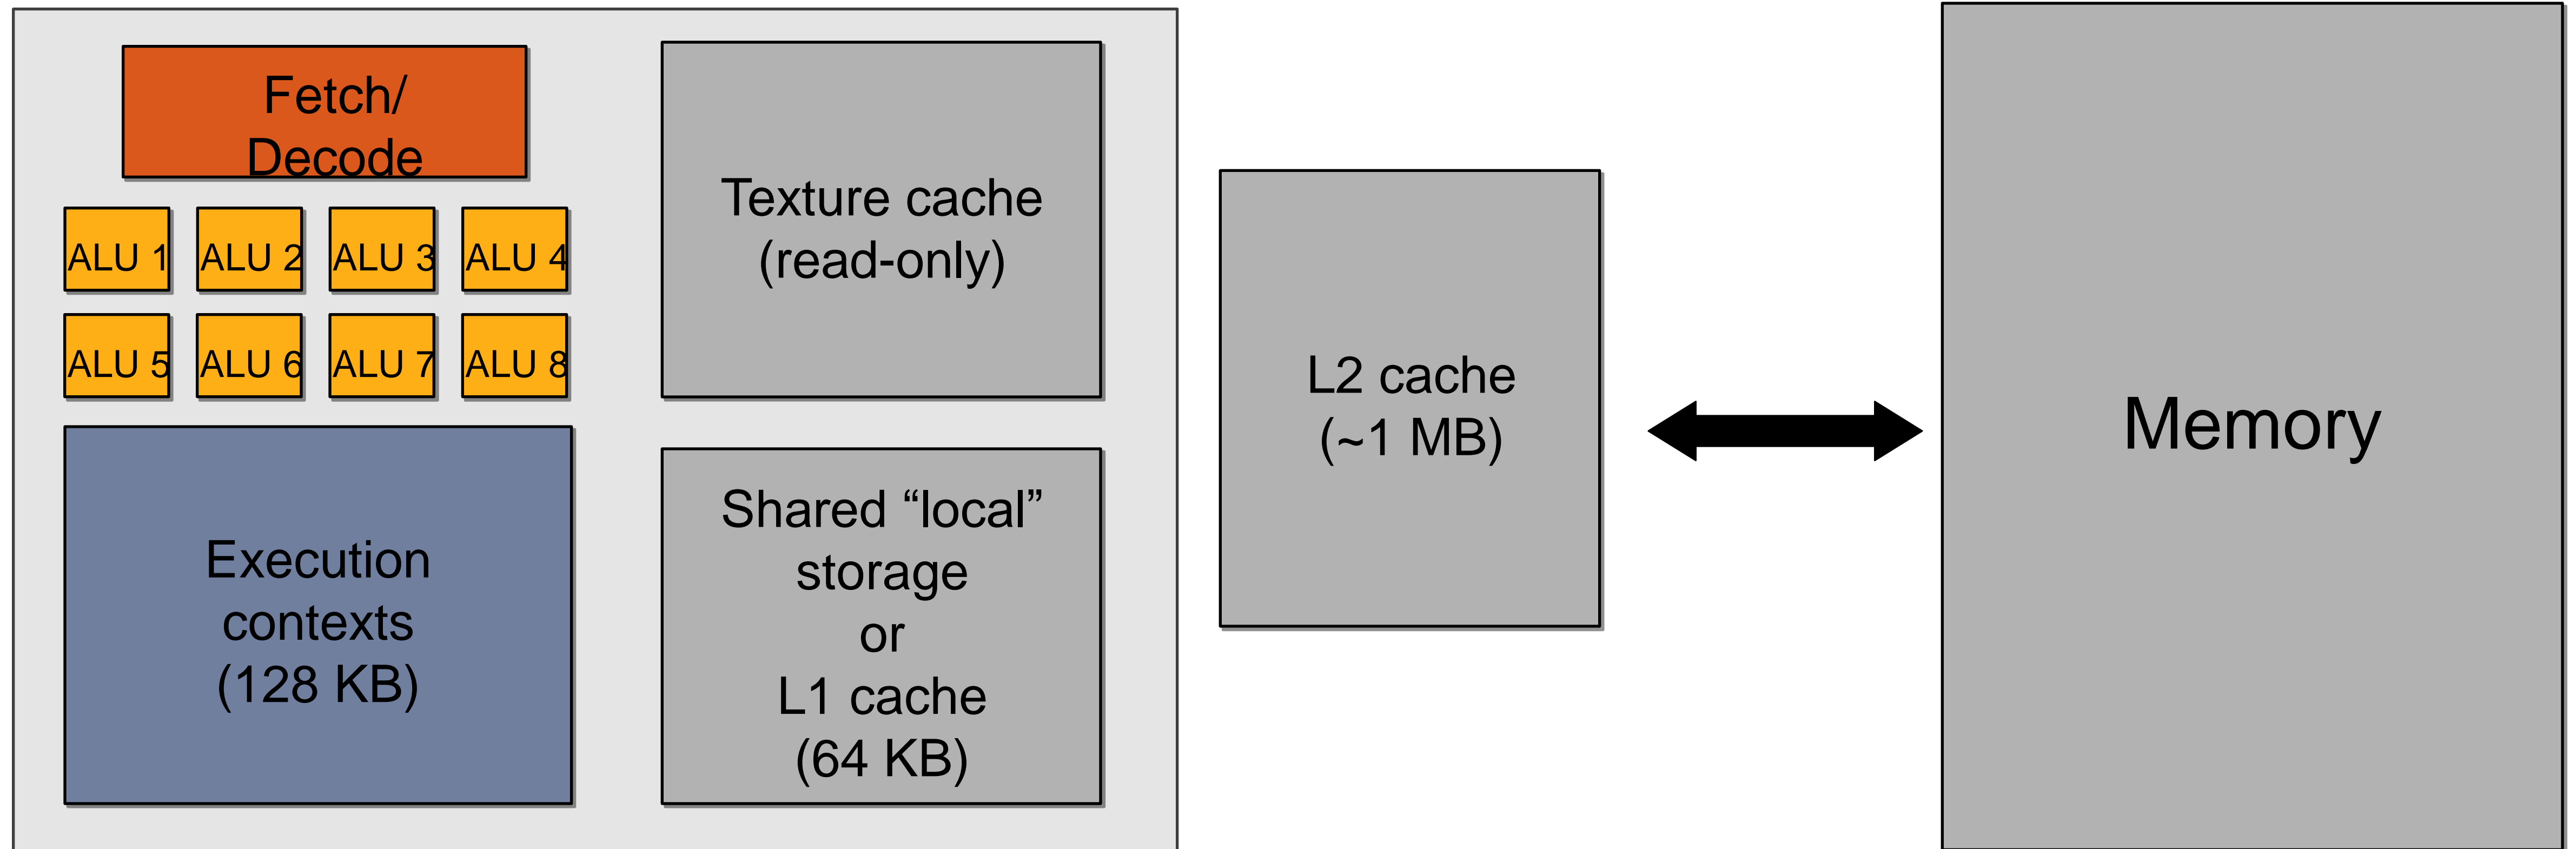 Fetch/
Decode
ALU 1
ALU 2
ALU 3
ALU 4
ALU 5
ALU 6
ALU 7
ALU 8
Execution
contexts
(128 KB)
Texture cache
(read-only)
Shared “local”
storage
or
L1 cache
(64 KB)
L2 cache
(~1 MB)
Memory